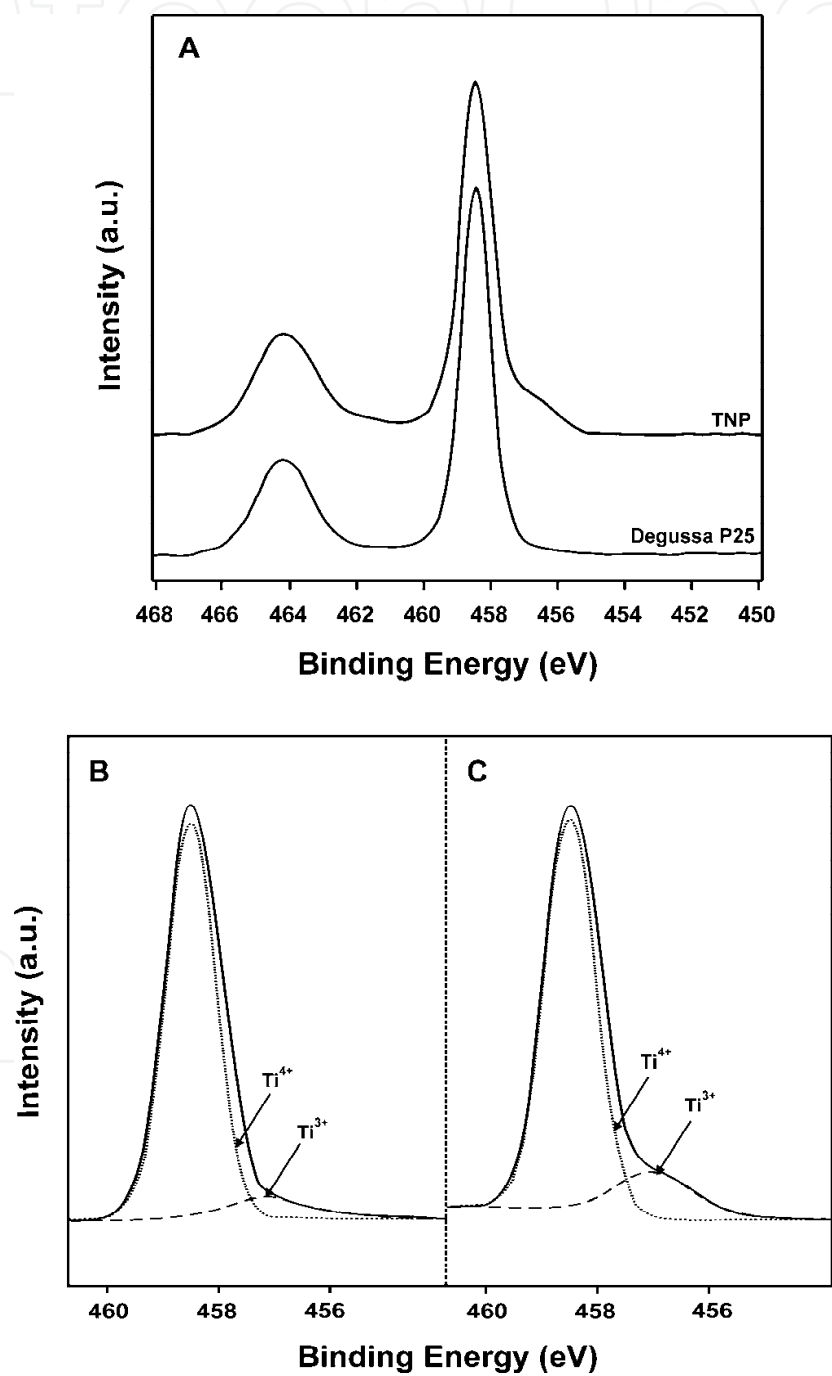 A
Intensity (a.u.)
TNP
Degussa P25
468 466 464 462 460 458 456 454 452 450
Binding Energy (eV)
B
C
Intensity (a.u.)
Ti4+
Ti3+
Ti4+
Ti3+
460 458 456 460 458 456
Binding Energy (eV)